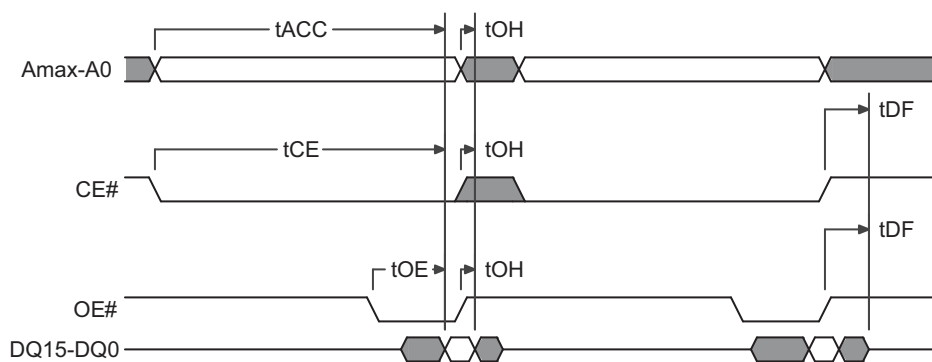 tACC tOH
Amax-A0
tDF
tCE tOH
CE#
tDF
tOE tOH
OE#
DQ15-DQ0